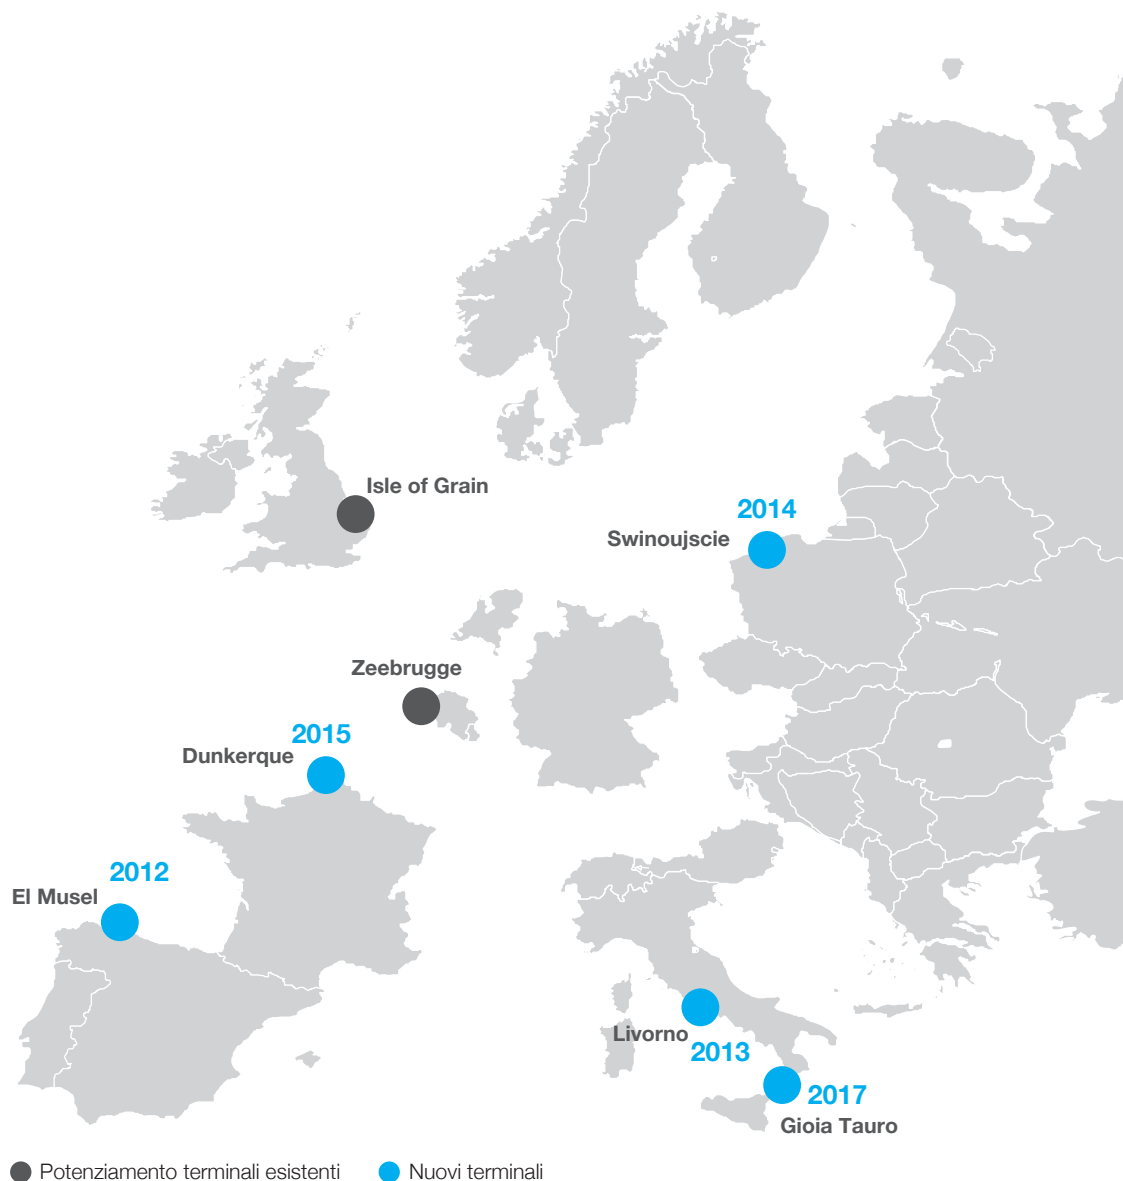 Isle of Grain
2014
Swinoujscie
Zeebrugge
2015
Dunkerque
2012
El Musel
Livorno
2013
2017
Gioia Tauro
Potenziamento terminali esistenti
Nuovi terminali